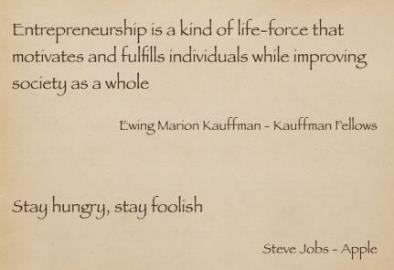 Entrepreneurship is a kind of life-force that
motivates and fulfills individuals while improving
society as a whole
Ewing Marion Kauffman - Kauffman Fellows
Stay hungry, stay foolish
Steve Jobs - Apple